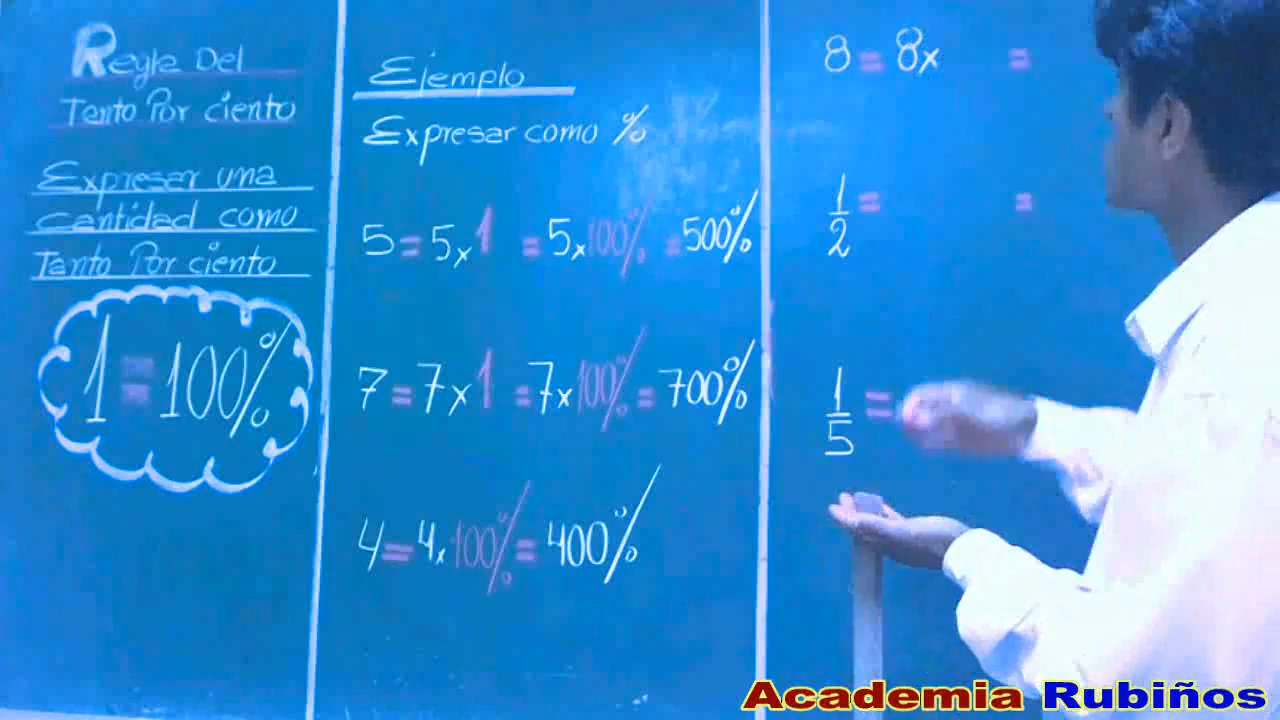 Regla Del
Tanto Por ciento
Expresar una
cantidad como
Tanto Por ciento
1 = 100%
Ejemplo
Expresar como %
5 = 5x1 = 5x100% = 500%
7 = 7x1 = 7x100% = 700%
4 = 4x100% = 400%
8 = 8x =
1/2 = =
1/5 =
Academia Rubiños